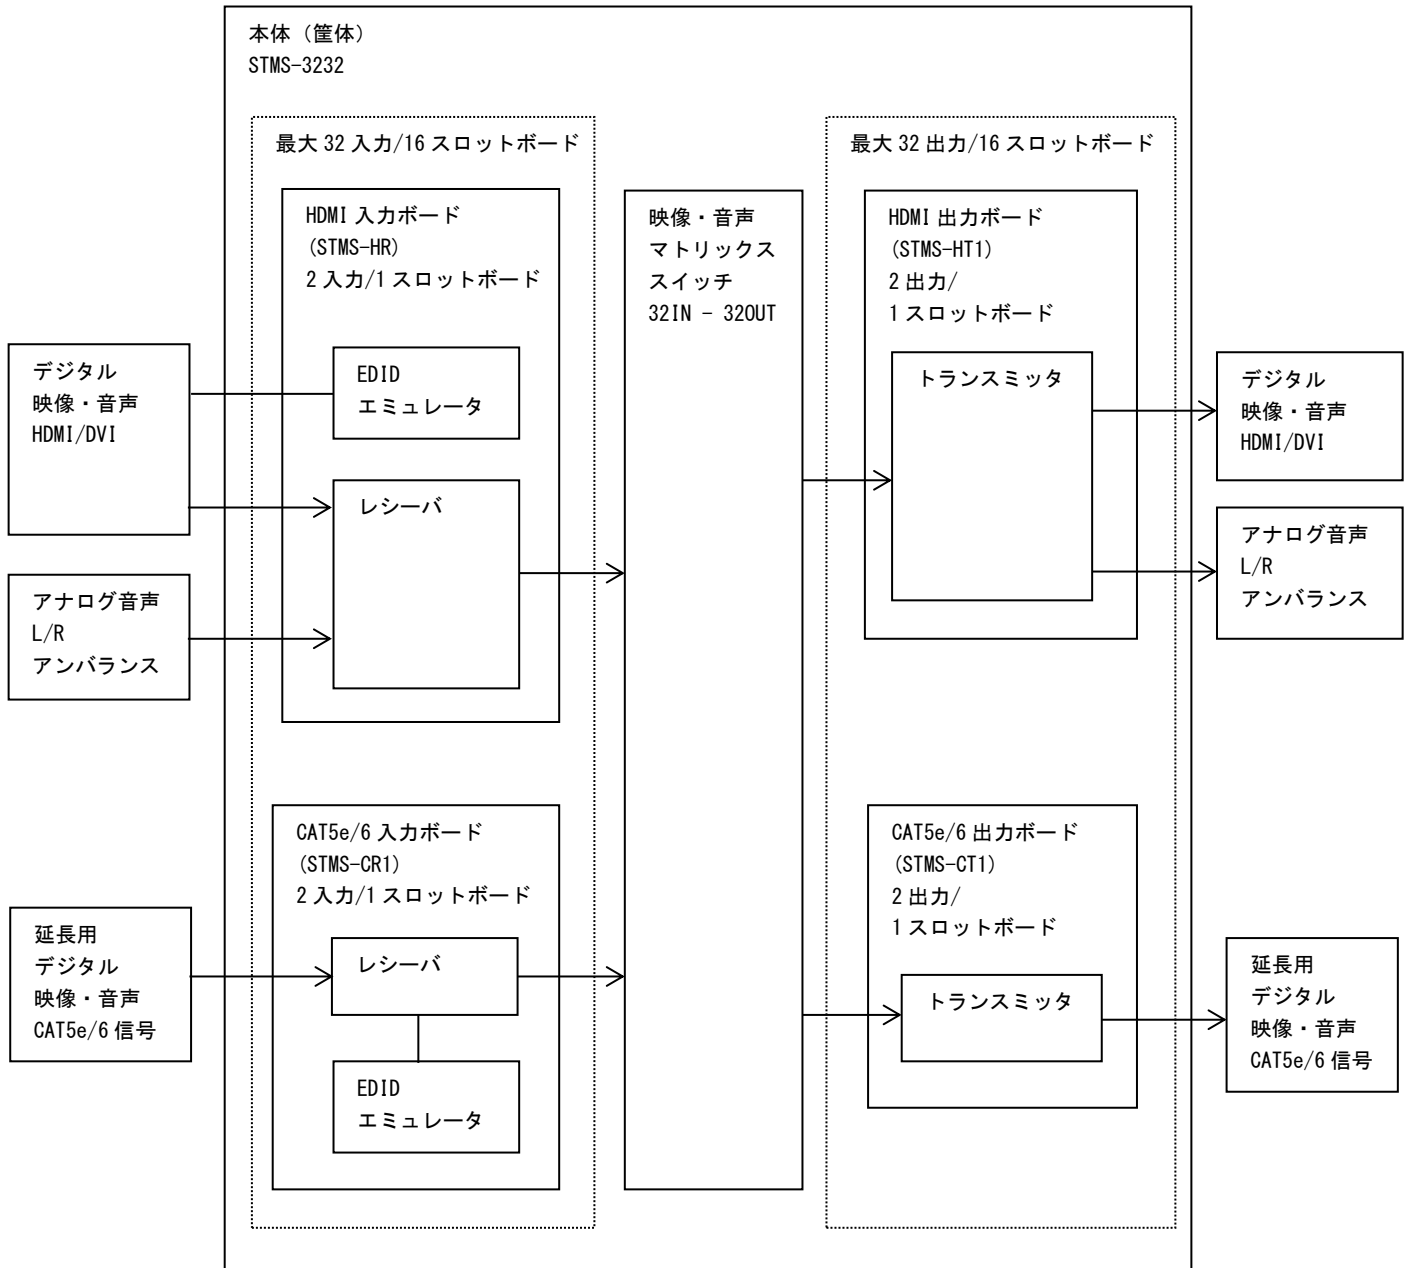 本体（筐体）
STMS-3232
最大 32 入力/16 スロットボード
HDMI 入力ボード
(STMS-HR)
2 入力/1 スロットボード
EDID
エミュレータ
レシーバ
デジタル
映像・音声
HDMI/DVI
アナログ音声
L/R
アンバランス
CAT5e/6 入力ボード
(STMS-CR1)
2 入力/1 スロットボード
レシーバ
EDID
エミュレータ
延長用
デジタル
映像・音声
CAT5e/6 信号
映像・音声
マトリックス
スイッチ
32IN - 32OUT
最大 32 出力/16 スロットボード
HDMI 出力ボード
(STMS-HT1)
2 出力/
1 スロットボード
トランスミッタ
デジタル
映像・音声
HDMI/DVI
アナログ音声
L/R
アンバランス
CAT5e/6 出力ボード
(STMS-CT1)
2 出力/
1 スロットボード
トランスミッタ
延長用
デジタル
映像・音声
CAT5e/6 信号